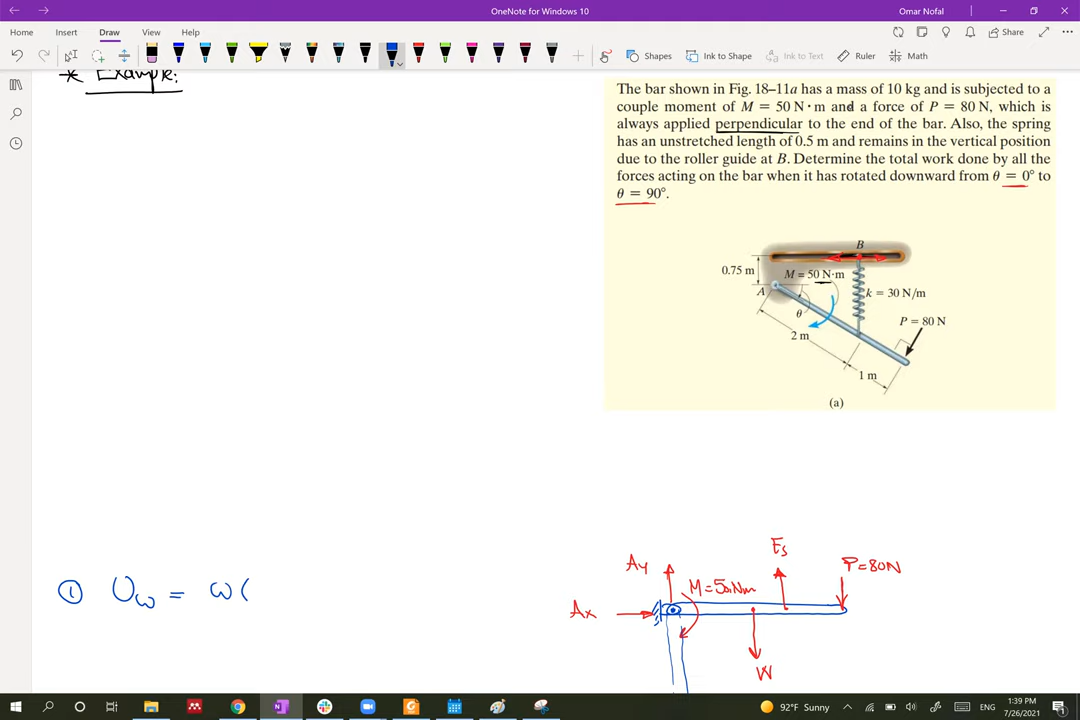 OneNote for Windows 10
Omar Nofal
Home
Insert
Draw
View
Help
Share
Shapes
Ink to Shape
Ink to Text
Ruler
Math
* Example:
The bar shown in Fig. 18–11a has a mass of 10 kg and is subjected to a
couple moment of M = 50 N·m and a force of P = 80 N, which is
always applied perpendicular to the end of the bar. Also, the spring
has an unstretched length of 0.5 m and remains in the vertical position
due to the roller guide at B. Determine the total work done by all the
forces acting on the bar when it has rotated downward from θ = 0° to
θ = 90°.
B
0.75 m
M = 50 N·m
A
k = 30 N/m
θ
P = 80 N
2 m
1 m
(a)
Fs
Ay
P=80N
M=50Nm
① Uw = w(
Ax
W
92°F Sunny
ENG
1:39 PM
7/26/2021